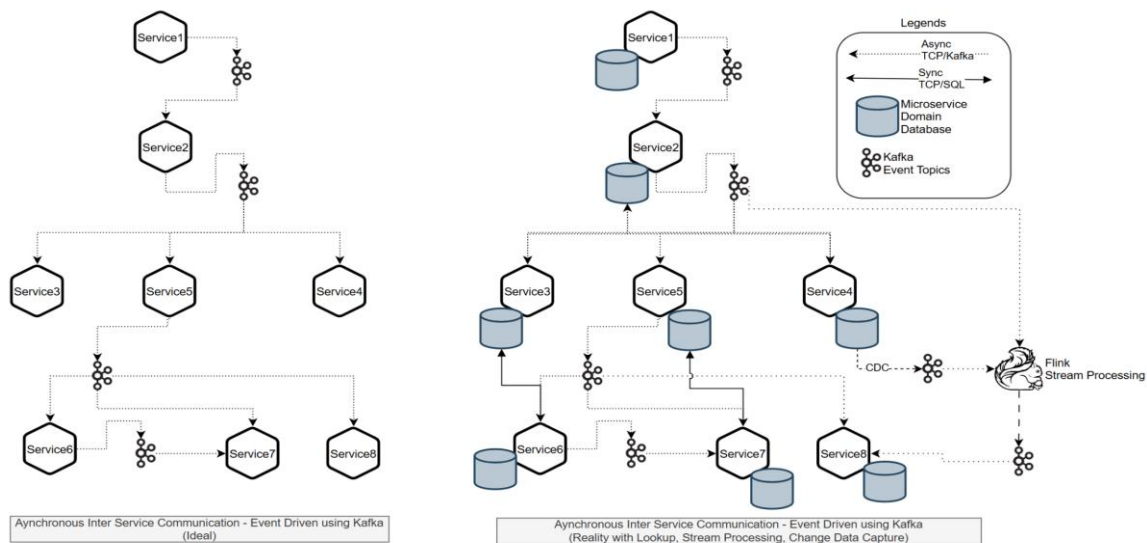 Service1
Service2
Service3
Service5
Service4
Service6
Service7
Service8
Aynchronous Inter Service Communication - Event Driven using Kafka
(Ideal)
Service1
Service2
Service3
Service5
Service4
CDC
Flink
Stream Processing
Service6
Service7
Service8
Aynchronous Inter Service Communication - Event Driven using Kafka
(Reality with Lookup, Stream Processing, Change Data Capture)
Legends
Async
TCP/Kafka
Sync
TCP/SQL
Microservice
Domain
Database
Kafka
Event Topics